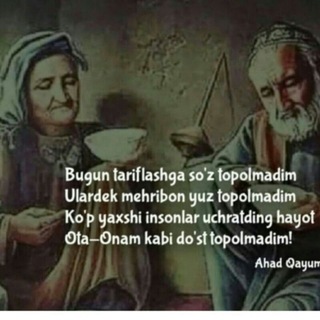 Bugun tariflashga so'z topolmadim
Ulardek mehribon yuz topolmadim
Ko'p yaxshi insonlar uchratding hayot
Ota-Onam kabi do'st topolmadim!
Ahad Qayum